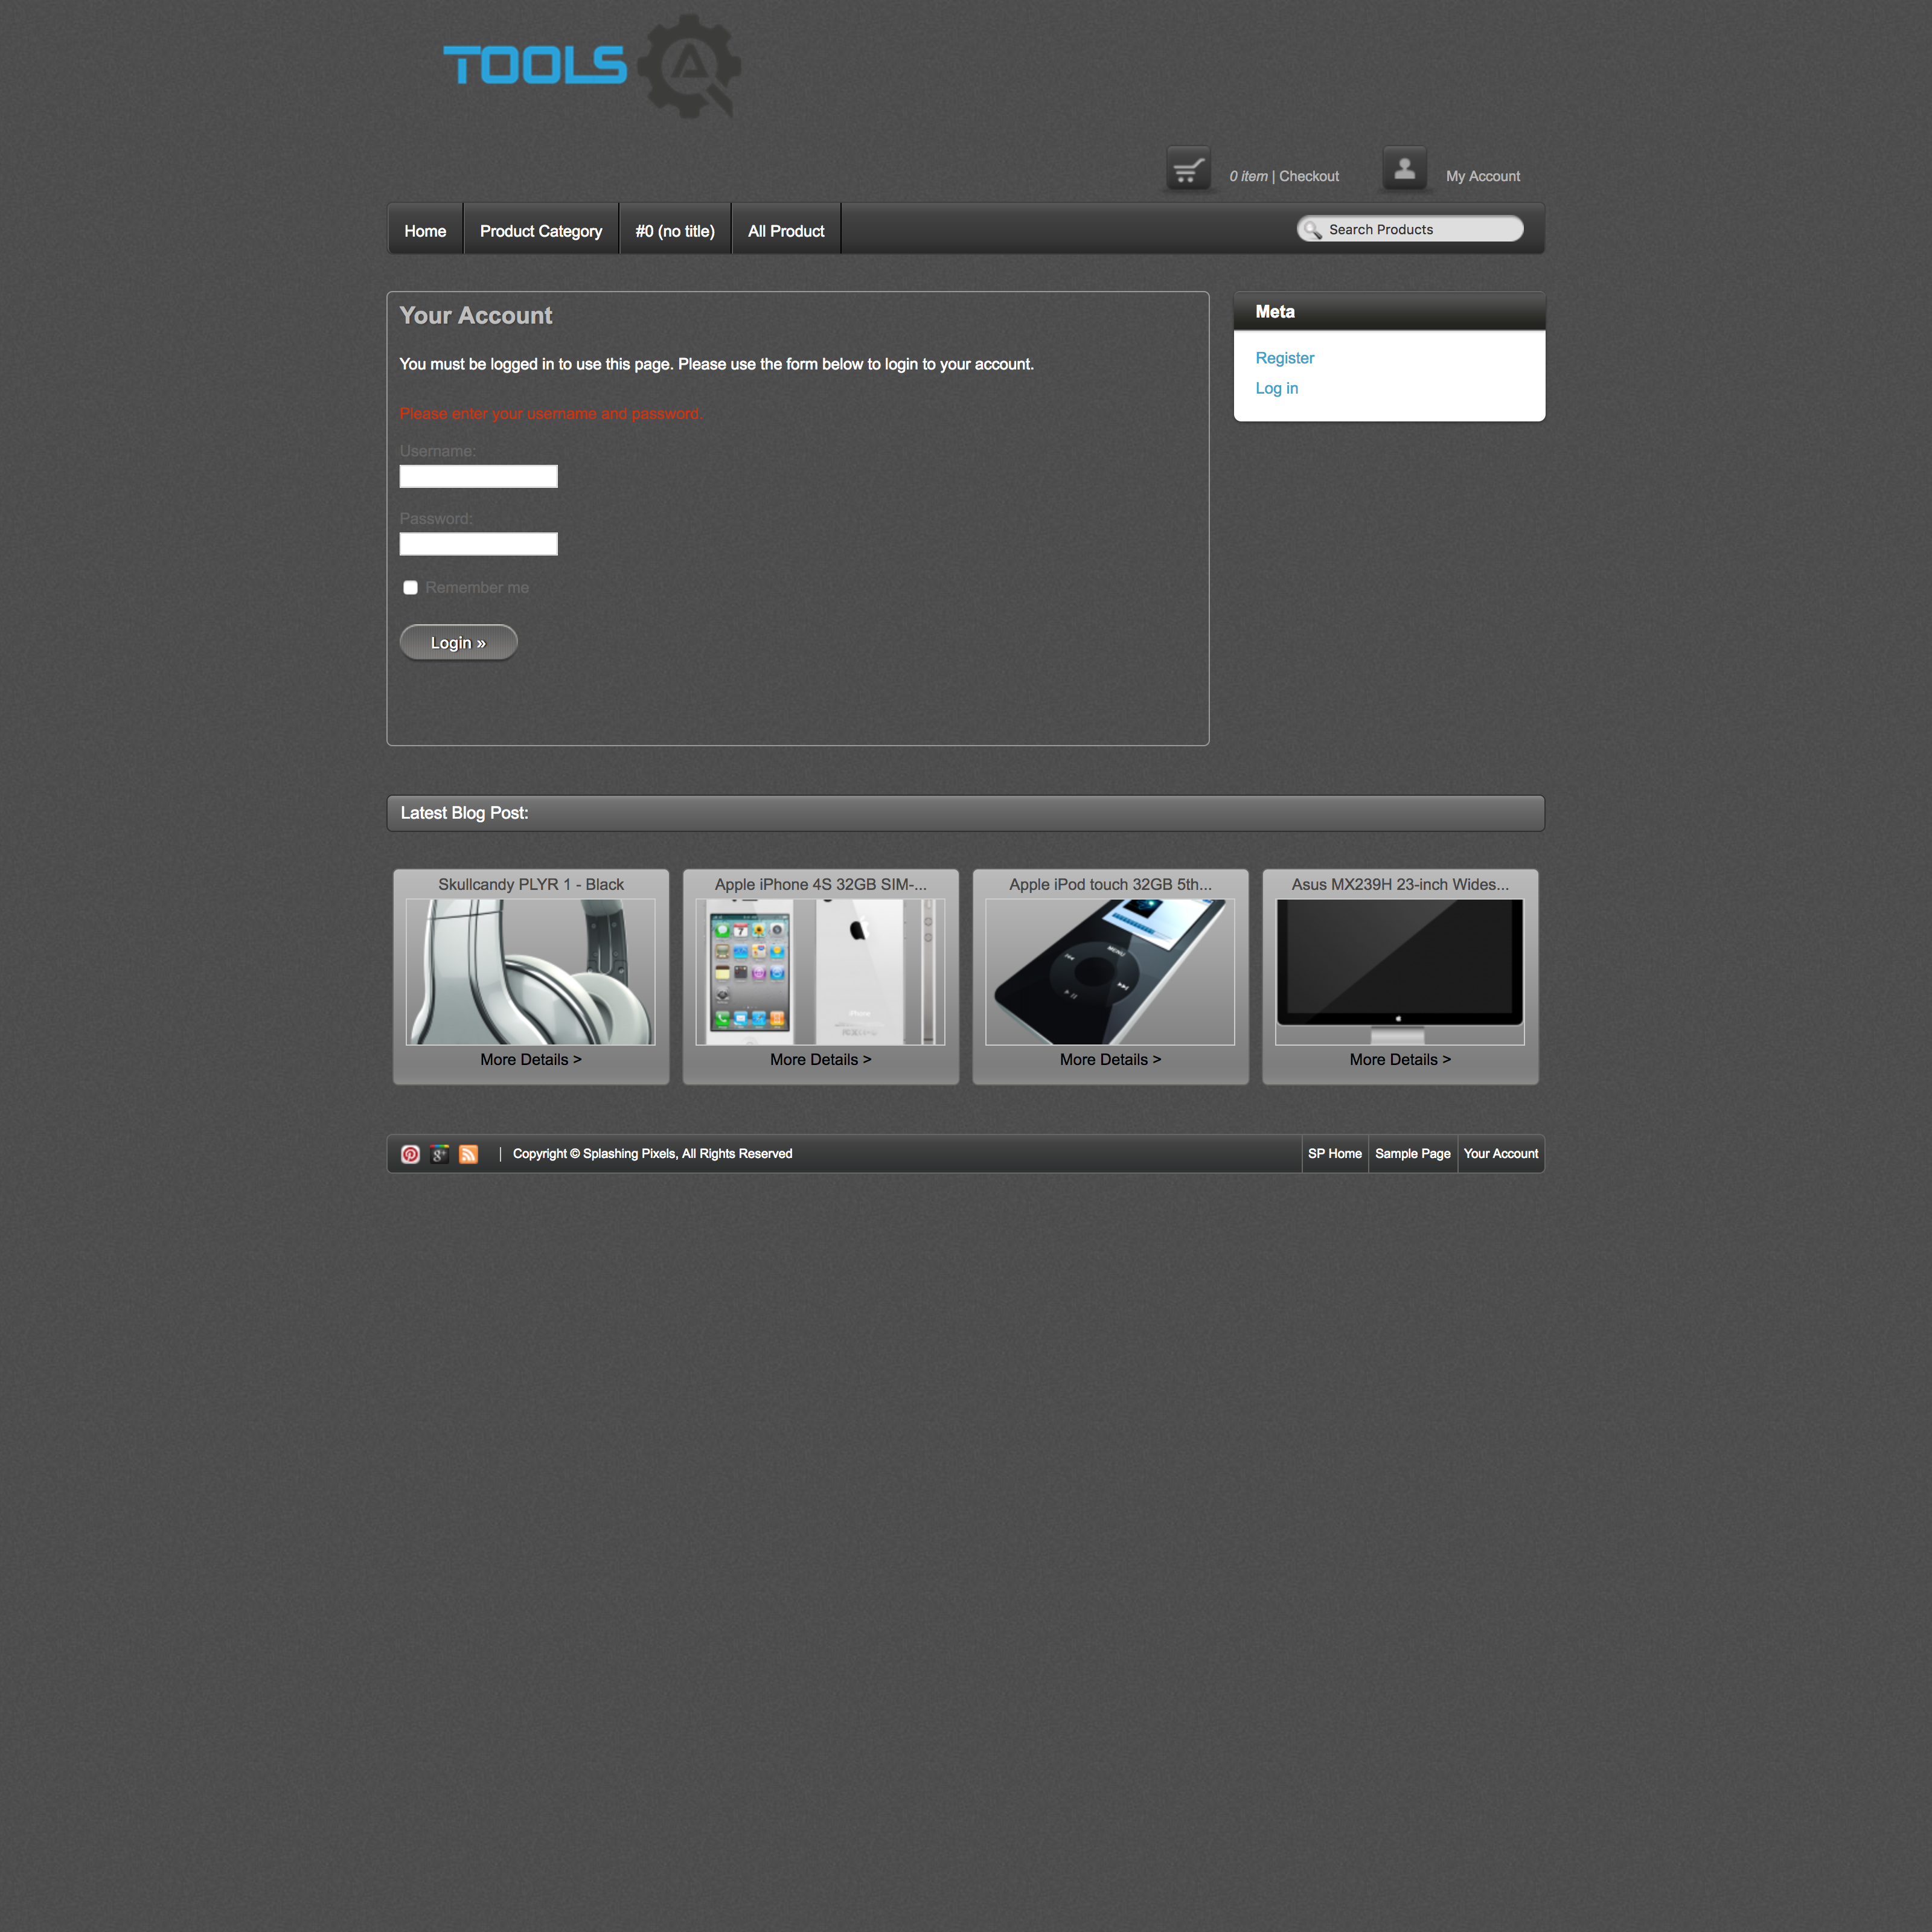 TOOLS QA
0 item | Checkout
My Account
Home
Product Category
#0 (no title)
All Product
Search Products
Your Account
You must be logged in to use this page. Please use the form below to login to your account.
Please enter your username and password.
Username:
Password:
Remember me
Login »
Meta
Register
Log in
Latest Blog Post:
Skullcandy PLYR 1 - Black
More Details >
Apple iPhone 4S 32GB SIM-...
iPhone
More Details >
Apple iPod touch 32GB 5th...
MENU
More Details >
Asus MX239H 23-inch Wides...
More Details >
| Copyright © Splashing Pixels, All Rights Reserved
SP Home
Sample Page
Your Account